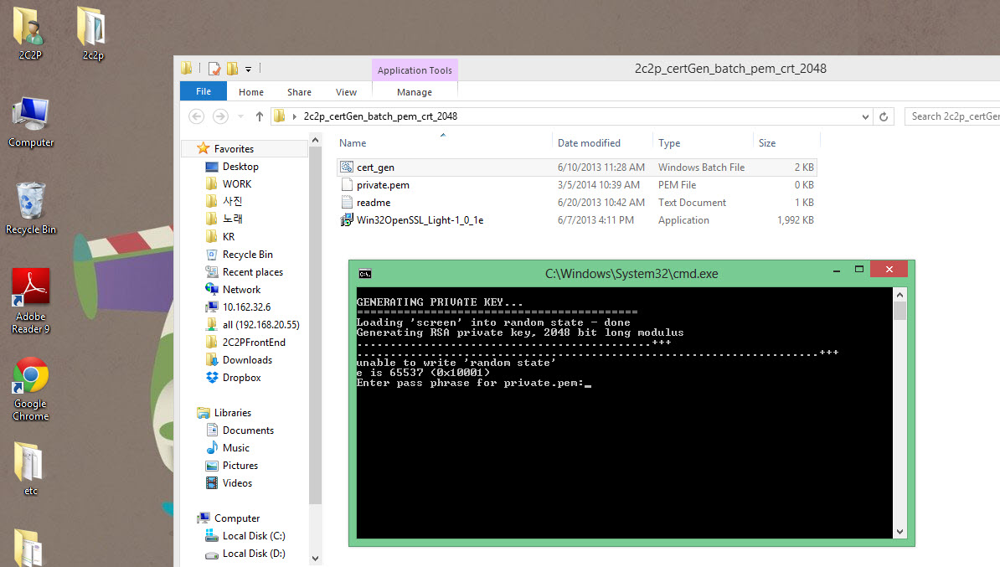 2C2P
2c2p
Computer
Recycle Bin
Adobe
Reader 9
Google
Chrome
etc
Application Tools
2c2p_certGen_batch_pem_crt_2048
File
Home
Share
View
Manage
2c2p_certGen_batch_pem_crt_2048
Search 2c2p_certGen
Favorites
Desktop
WORK
사진
노래
KR
Recycle Bin
Recent places
Network
10.162.32.6
all (192.168.20.55)
2C2PFrontEnd
Downloads
Dropbox
Libraries
Documents
Music
Pictures
Videos
Computer
Local Disk (C:)
Local Disk (D:)
Name Date modified Type Size
cert_gen 6/10/2013 11:28 AM Windows Batch File 2 KB
private.pem 3/5/2014 10:39 AM PEM File 0 KB
readme 6/20/2013 10:42 AM Text Document 1 KB
Win32OpenSSL_Light-1_0_1e 6/7/2013 4:11 PM Application 1,992 KB
C:\Windows\System32\cmd.exe
GENERATING PRIVATE KEY...
==========================================
Loading 'screen' into random state - done
Generating RSA private key, 2048 bit long modulus
............................................+++
.....................................................................+++
unable to write 'random state'
e is 65537 (0x10001)
Enter pass phrase for private.pem:_